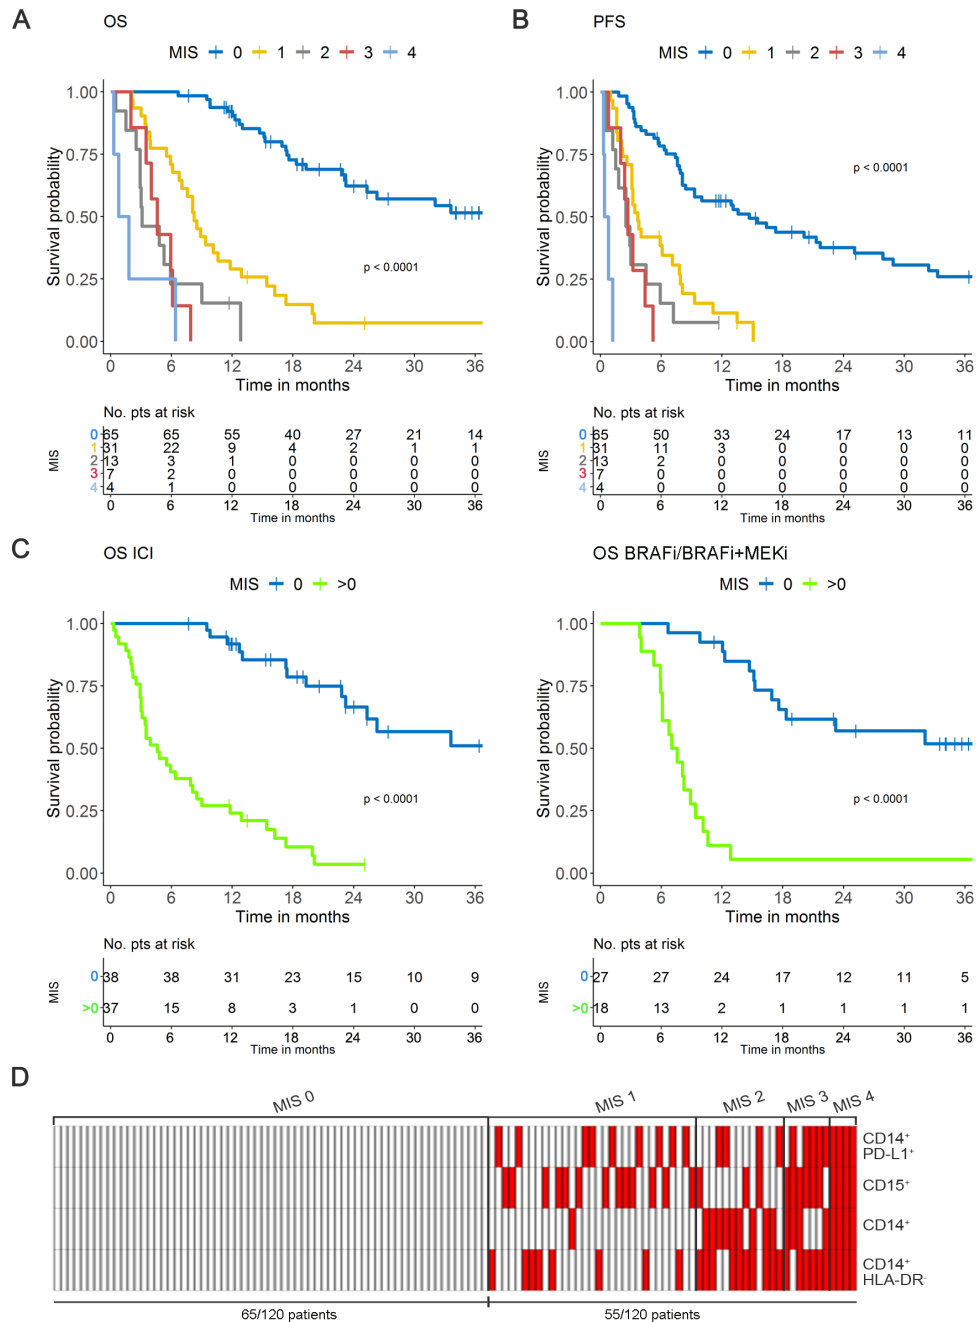 A
OS
MIS 0 1 2 3 4
Survival probability
1.00
0.75
0.50
0.25
0.00
p < 0.0001
0 6 12 18 24 30 36
Time in months
No. pts at risk
MIS
0 65 65 55 40 27 21 14
1 31 22 9 4 2 1 1
2 13 3 1 0 0 0 0
3 7 2 0 0 0 0 0
4 4 1 0 0 0 0 0
0 6 12 18 24 30 36
Time in months
B
PFS
MIS 0 1 2 3 4
Survival probability
1.00
0.75
0.50
0.25
0.00
p < 0.0001
0 6 12 18 24 30 36
Time in months
No. pts at risk
MIS
0 65 50 33 24 17 13 11
1 31 11 3 0 0 0 0
2 13 2 0 0 0 0 0
3 7 0 0 0 0 0 0
4 4 0 0 0 0 0 0
0 6 12 18 24 30 36
Time in months
C
OS ICI
MIS 0 >0
Survival probability
1.00
0.75
0.50
0.25
0.00
p < 0.0001
0 6 12 18 24 30 36
Time in months
No. pts at risk
MIS
0 38 38 31 23 15 10 9
>0 37 15 8 3 1 0 0
0 6 12 18 24 30 36
Time in months
OS BRAFi/BRAFi+MEKi
MIS 0 >0
Survival probability
1.00
0.75
0.50
0.25
0.00
p < 0.0001
0 6 12 18 24 30 36
Time in months
No. pts at risk
MIS
0 27 27 24 17 12 11 5
>0 18 13 2 1 1 1 1
0 6 12 18 24 30 36
Time in months
D
MIS 0 MIS 1 MIS 2 MIS 3 MIS 4
CD14⁺
PD-L1⁺
CD15⁺
CD14⁺
CD14⁺
HLA-DR⁻
65/120 patients 55/120 patients